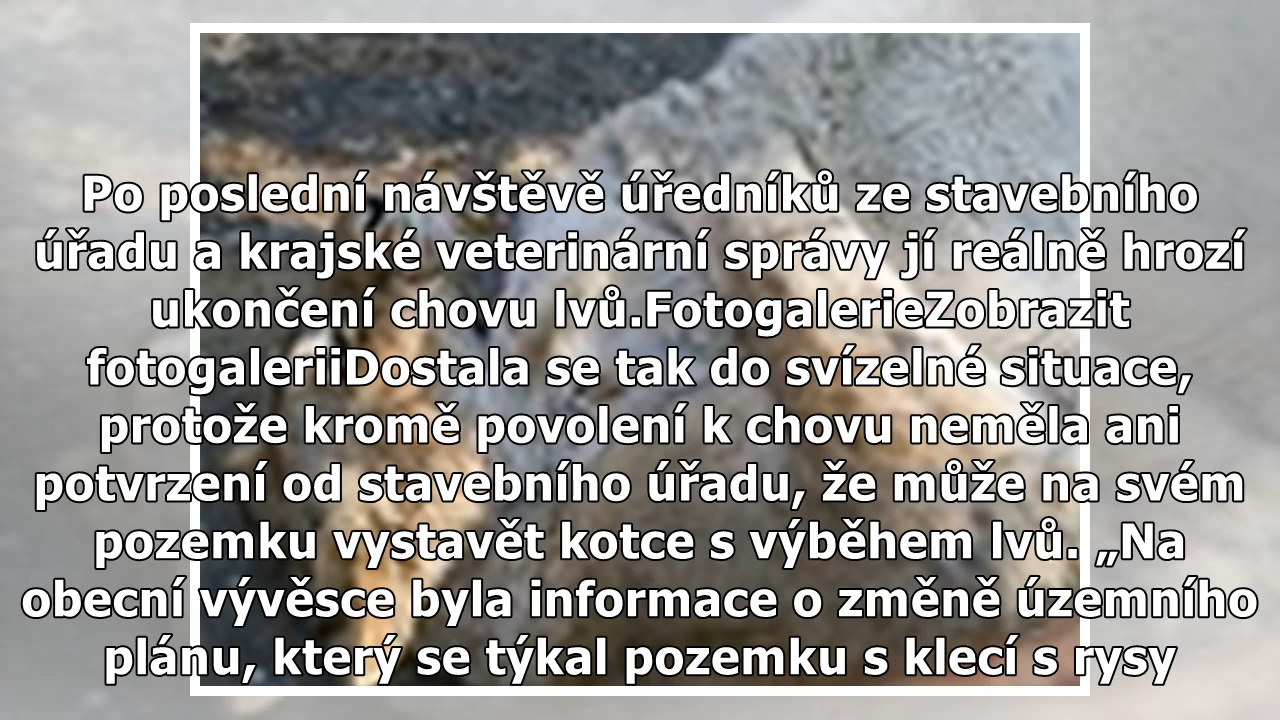 Po poslední návštěvě úředníků ze stavebního
úřadu a krajské veterinární správy jí reálně hrozí
ukončení chovu lvů.FotogalerieZobrazit
fotogaleriiDostala se tak do svízelné situace,
protože kromě povolení k chovu neměla ani
potvrzení od stavebního úřadu, že může na svém
pozemku vystavět kotce s výběhem lvů. „Na
obecní vývěsce byla informace o změně územního
plánu, který se týkal pozemku s klecí s rysy